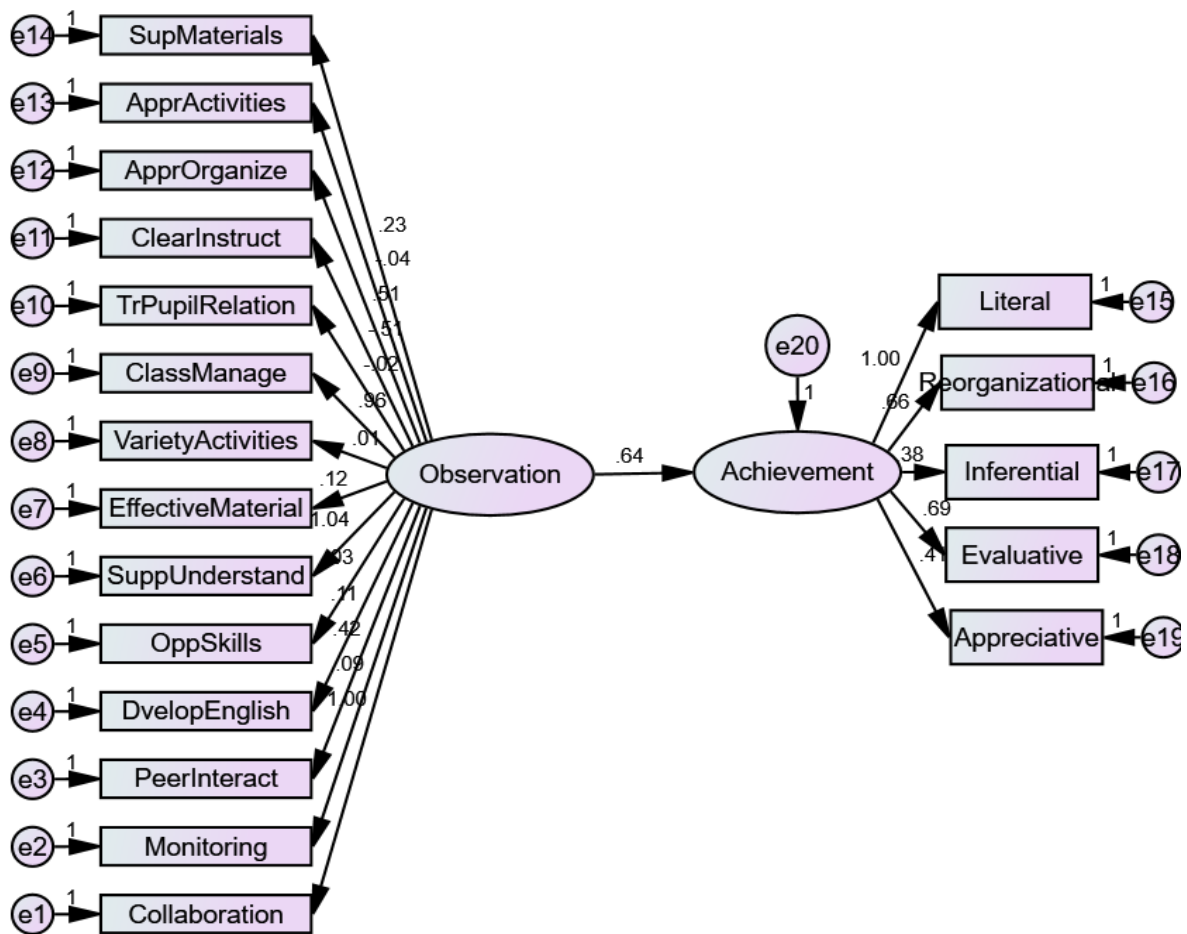 e14 1 SupMaterials
e13 1 ApprActivities
e12 1 ApprOrganize
e11 1 ClearInstruct
e10 1 TrPupilRelation
e9 1 ClassManage
e8 1 VarietyActivities
e7 1 EffectiveMaterial
e6 1 SuppUnderstand
e5 1 OppSkills
e4 1 DvelopEnglish
e3 1 PeerInteract
e2 1 Monitoring
e1 1 Collaboration
.23
-.04
.51
-.51
-.02
.96
.01
.12
1.04
.03
.11
.42
.09
1.00
Observation
.64
e20
1
Achievement
1.00
.66
.38
.69
.41
Literal 1 e15
Reorganizational 1 e16
Inferential 1 e17
Evaluative 1 e18
Appreciative 1 e19